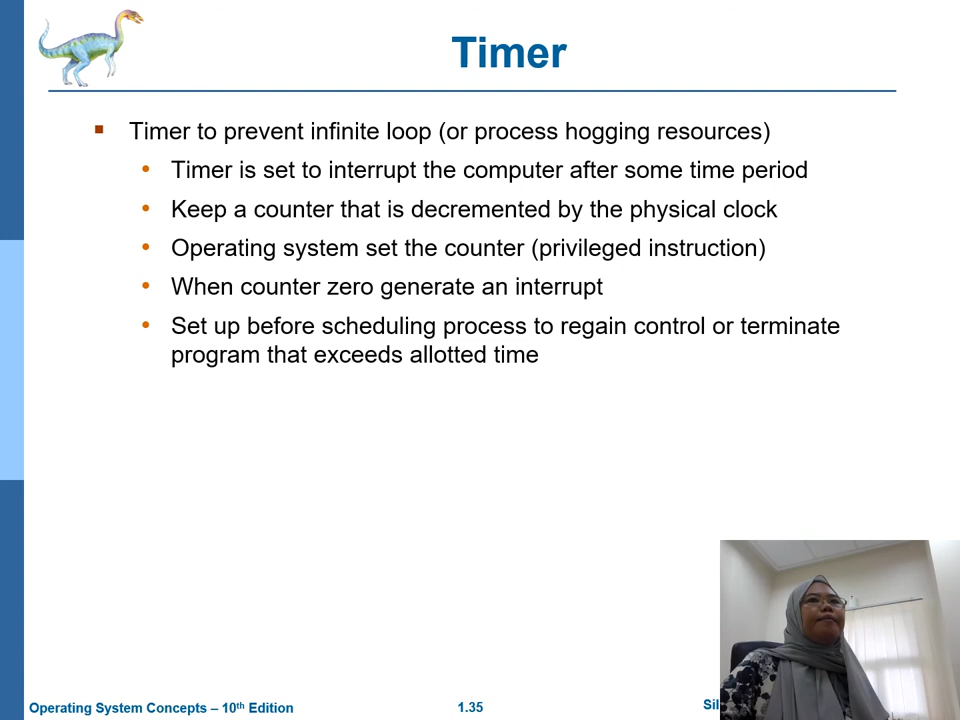 Timer
Timer to prevent infinite loop (or process hogging resources)
Timer is set to interrupt the computer after some time period
Keep a counter that is decremented by the physical clock
Operating system set the counter (privileged instruction)
When counter zero generate an interrupt
Set up before scheduling process to regain control or terminate
program that exceeds allotted time
Operating System Concepts – 10th Edition
1.35